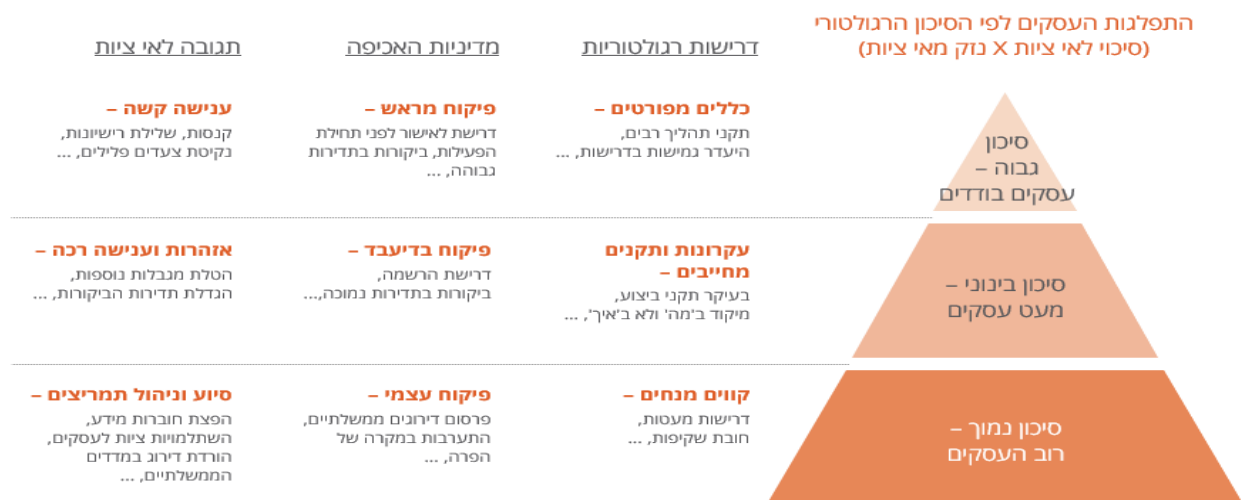 התפלגות העסקים לפי הסיכון הרגולטורי
(סיכוי לאי ציות X נזק מאי ציות)
דרישות רגולטוריות
מדיניות האכיפה
תגובה לאי ציות
סיכון
גבוה –
עסקים בודדים
כללים מפורטים –
תקני תהליך רבים,
היעדר גמישות בדרישות, ...
פיקוח מראש –
דרישת לאישור לפני תחילת
הפעילות, ביקורות בתדירות
גבוהה, ...
ענישה קשה –
קנסות, שלילת רישיונות,
נקיטת צעדים פלילים, ...
סיכון בינוני –
מעט עסקים
עקרונות ותקנים
מחייבים –
בעיקר תקני ביצוע,
מיקוד ב'מה' ולא ב'איך', ...
פיקוח בדיעבד –
דרישת הרשמה,
ביקורות בתדירות נמוכה,...
אזהרות וענישה רכה –
הטלת מגבלות נוספות,
הגדלת תדירות הביקורות, ...
סיכון נמוך –
רוב העסקים
קווים מנחים –
דרישות מעטות,
חובת שקיפות, ...
פיקוח עצמי –
פרסום דירוגים ממשלתיים,
התערבות במקרה של
הפרה, ...
סיוע וניהול תמריצים –
הפצת חוברות מידע,
השתלמויות ציות לעסקים,
הורדת דירוג במדדים
הממשלתיים, ...